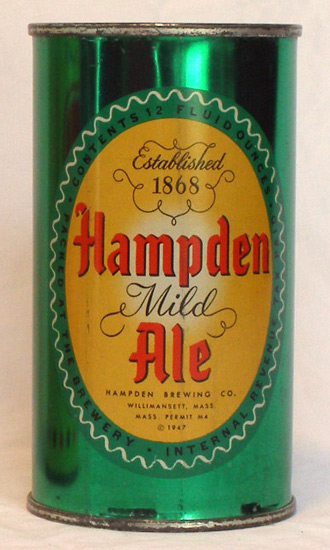 CONTENTS 12 FLUID OUNCES
Established
1868
Hampden
Mild
Ale
HAMPDEN BREWING CO.
WILLIMANSETT, MASS.
MASS. PERMIT M4
© 1947
PACKED AT THE BREWERY • INTERNAL REVENUE